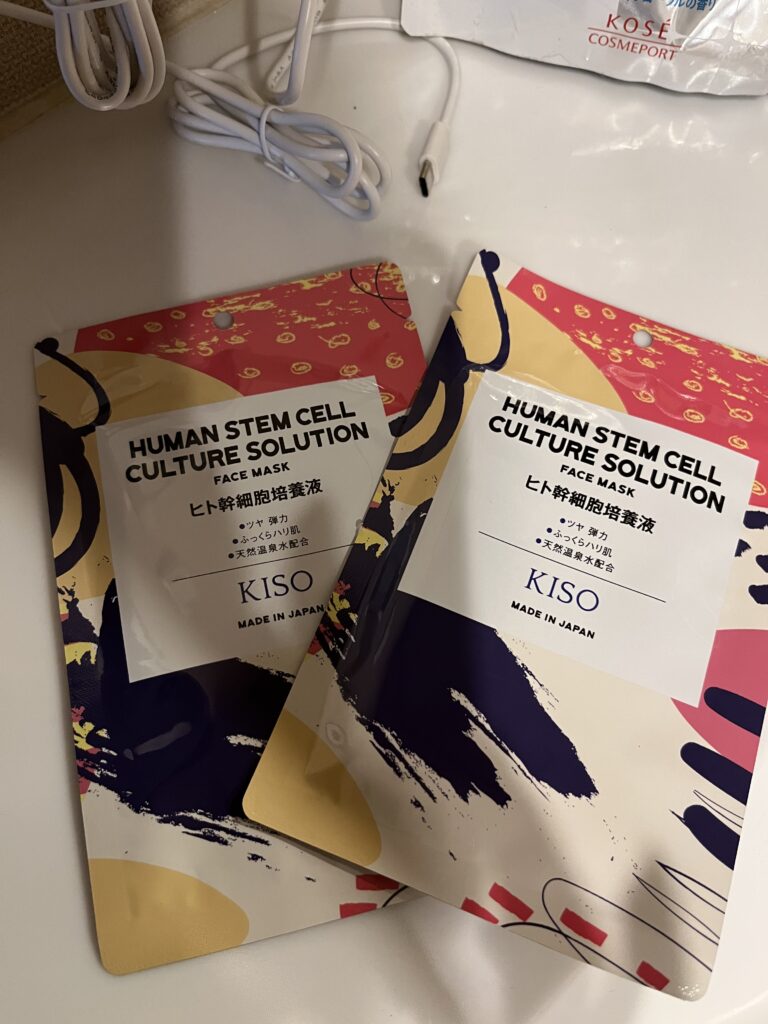 の香り
KOSÉ
COSMEPORT
HUMAN STEM CELL
CULTURE SOLUTION
FACE MASK
ヒト幹細胞培養液
●ツヤ 弾力
●ふっくらハリ肌
●天然温泉水配合
KISO
MADE IN JAPAN
HUMAN STEM CELL
CULTURE SOLUTION
FACE MASK
ヒト幹細胞培養液
●ツヤ 弾力
●ふっくらハリ肌
●天然温泉水配合
KISO
MADE IN JAPAN